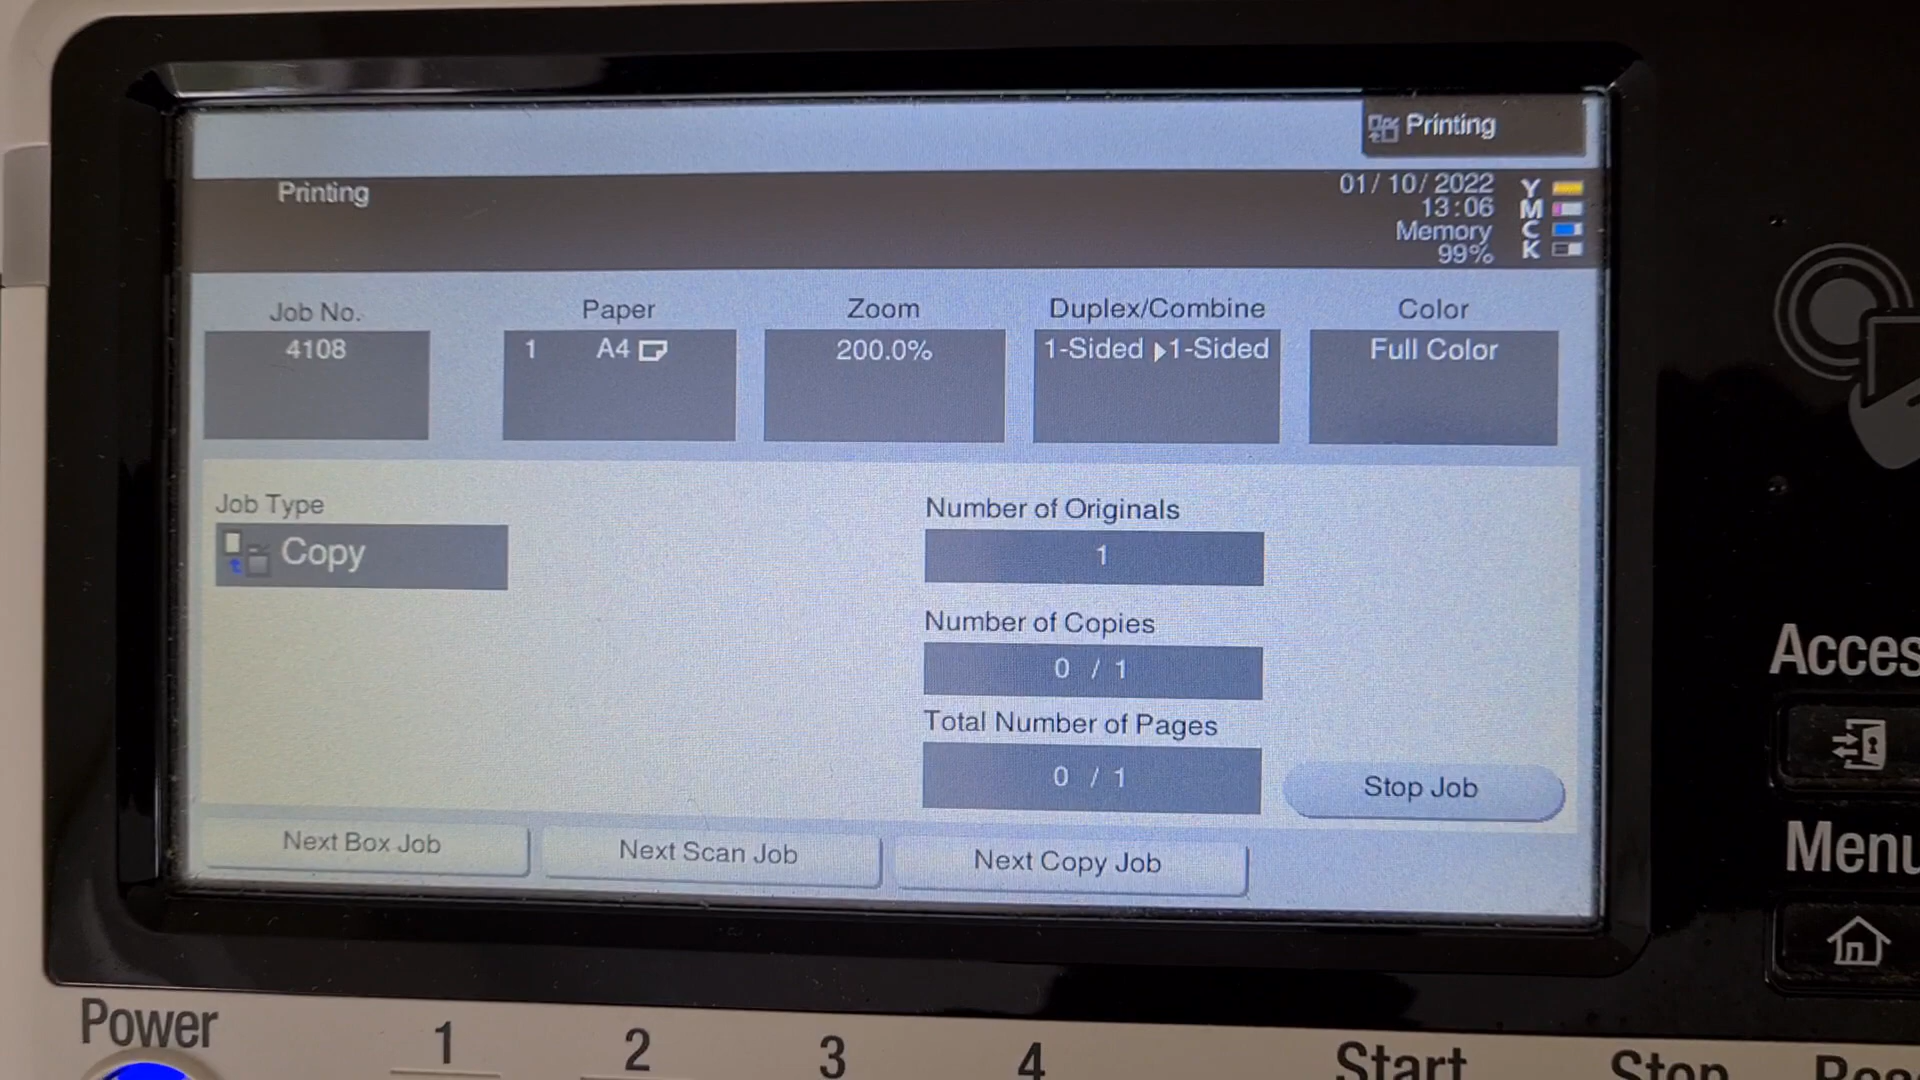 Printing
Printing
01/10/2022
13:06
Memory
99%
Y
M
C
K
Job No.
4108
Paper
1 A4
Zoom
200.0%
Duplex/Combine
1-Sided ▶1-Sided
Color
Full Color
Job Type
Copy
Number of Originals
1
Number of Copies
0 / 1
Total Number of Pages
0 / 1
Stop Job
Next Box Job
Next Scan Job
Next Copy Job
Acces
Menu
Power
1
2
3
4
Start
Stop